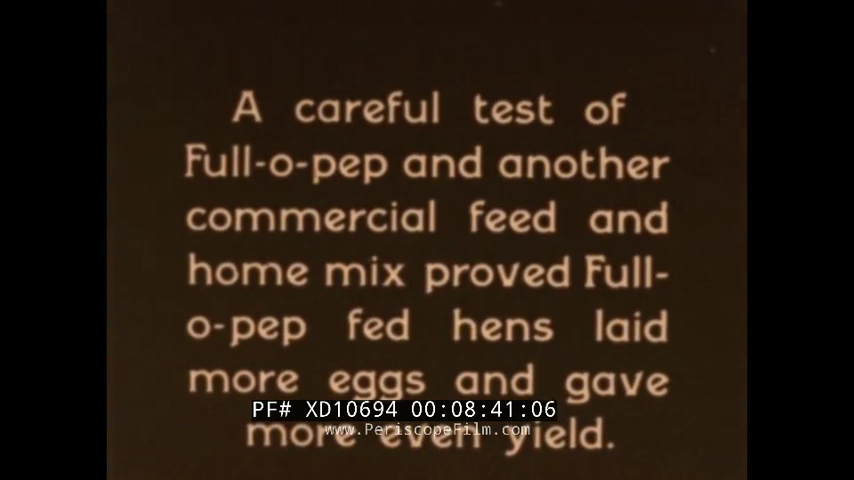 A careful test of
Full-o-pep and another
commercial feed and
home mix proved Full-
o-pep fed hens laid
more eggs and gave
PF# XD10694 00:08:41:06
more even yield.
www.PeriscopeFilm.com